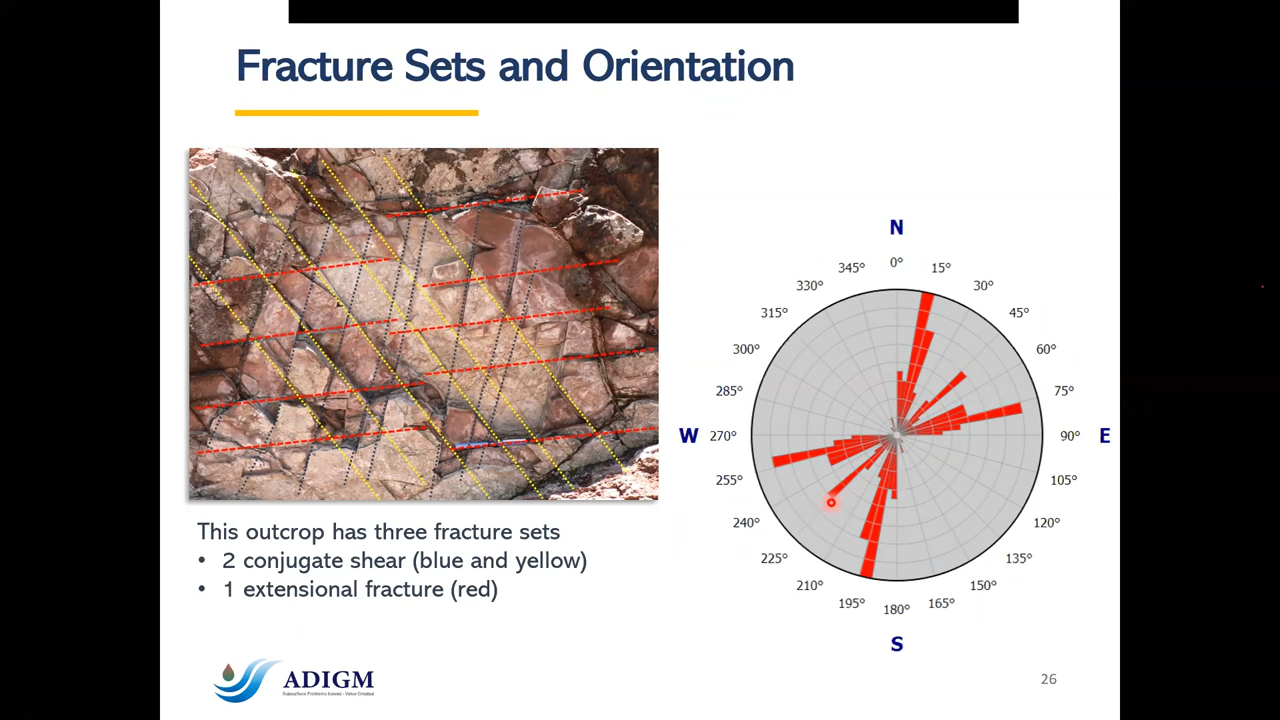 Fracture Sets and Orientation
N
0°
345°
15°
330°
30°
315°
45°
300°
60°
285°
75°
W
270°
90°
E
255°
105°
240°
120°
225°
135°
210°
150°
195°
165°
180°
S
This outcrop has three fracture sets
• 2 conjugate shear (blue and yellow)
• 1 extensional fracture (red)
ADIGM
Subsurface Problems Solved - Value Created
26